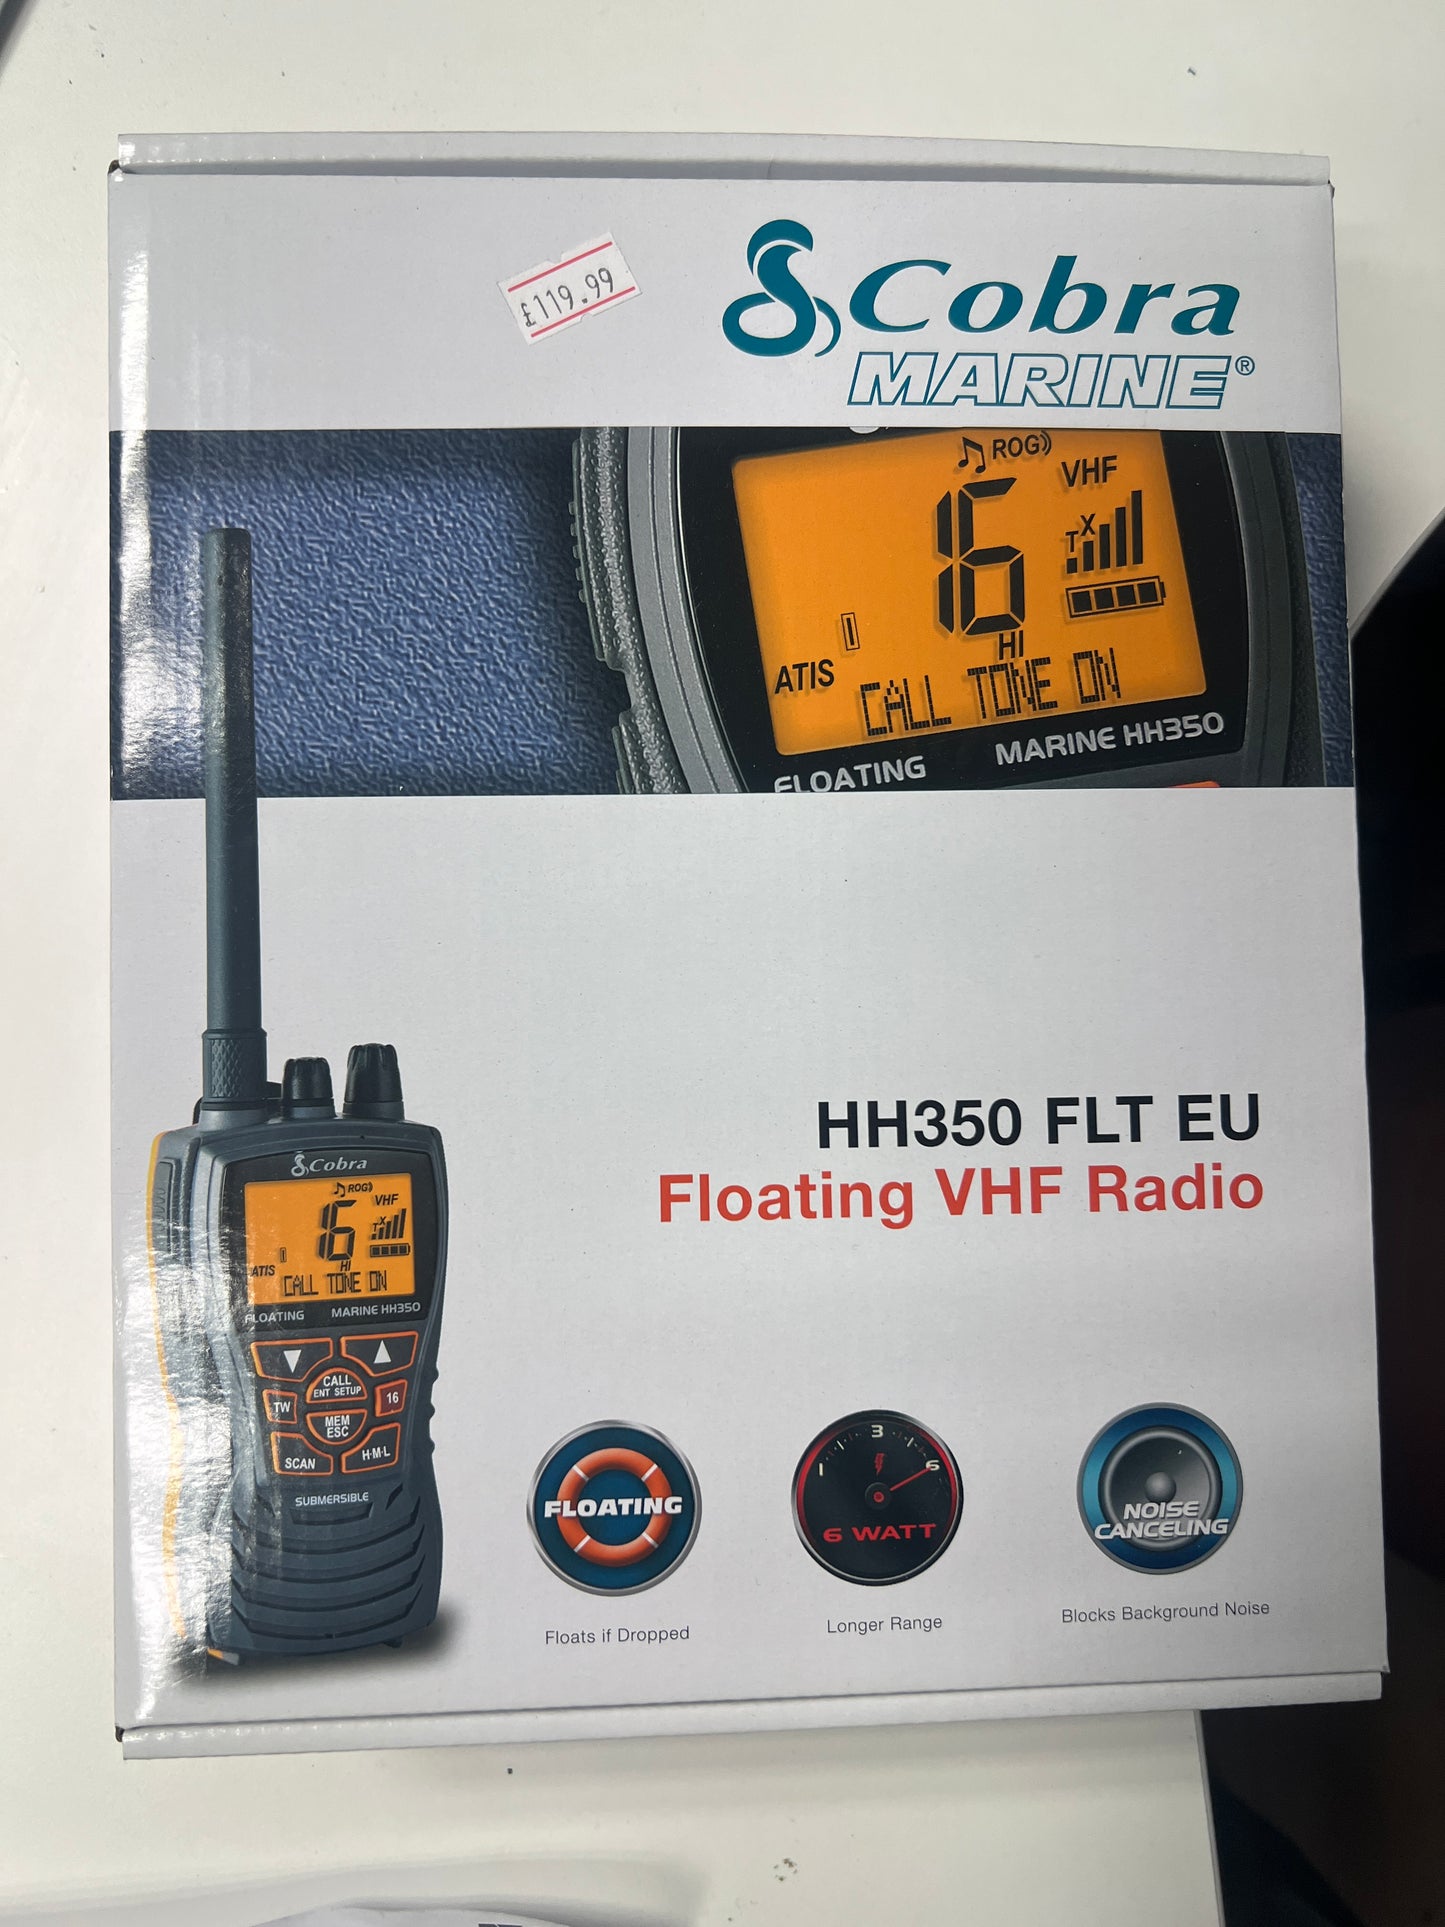 £119.99
Cobra
MARINE®
ROG
VHF
16
TX
HI
ATIS
CALL TONE ON
FLOATING
MARINE HH350
HH350 FLT EU
Floating VHF Radio
Cobra
ROG
VHF
16
TX
HI
ATIS
CALL TONE ON
FLOATING
MARINE HH350
CALL
ENT SETUP
TW
16
MEM
ESC
SCAN
H·M·L
SUBMERSIBLE
FLOATING
Floats if Dropped
1 3 6
6 WATT
Longer Range
NOISE
CANCELING
Blocks Background Noise